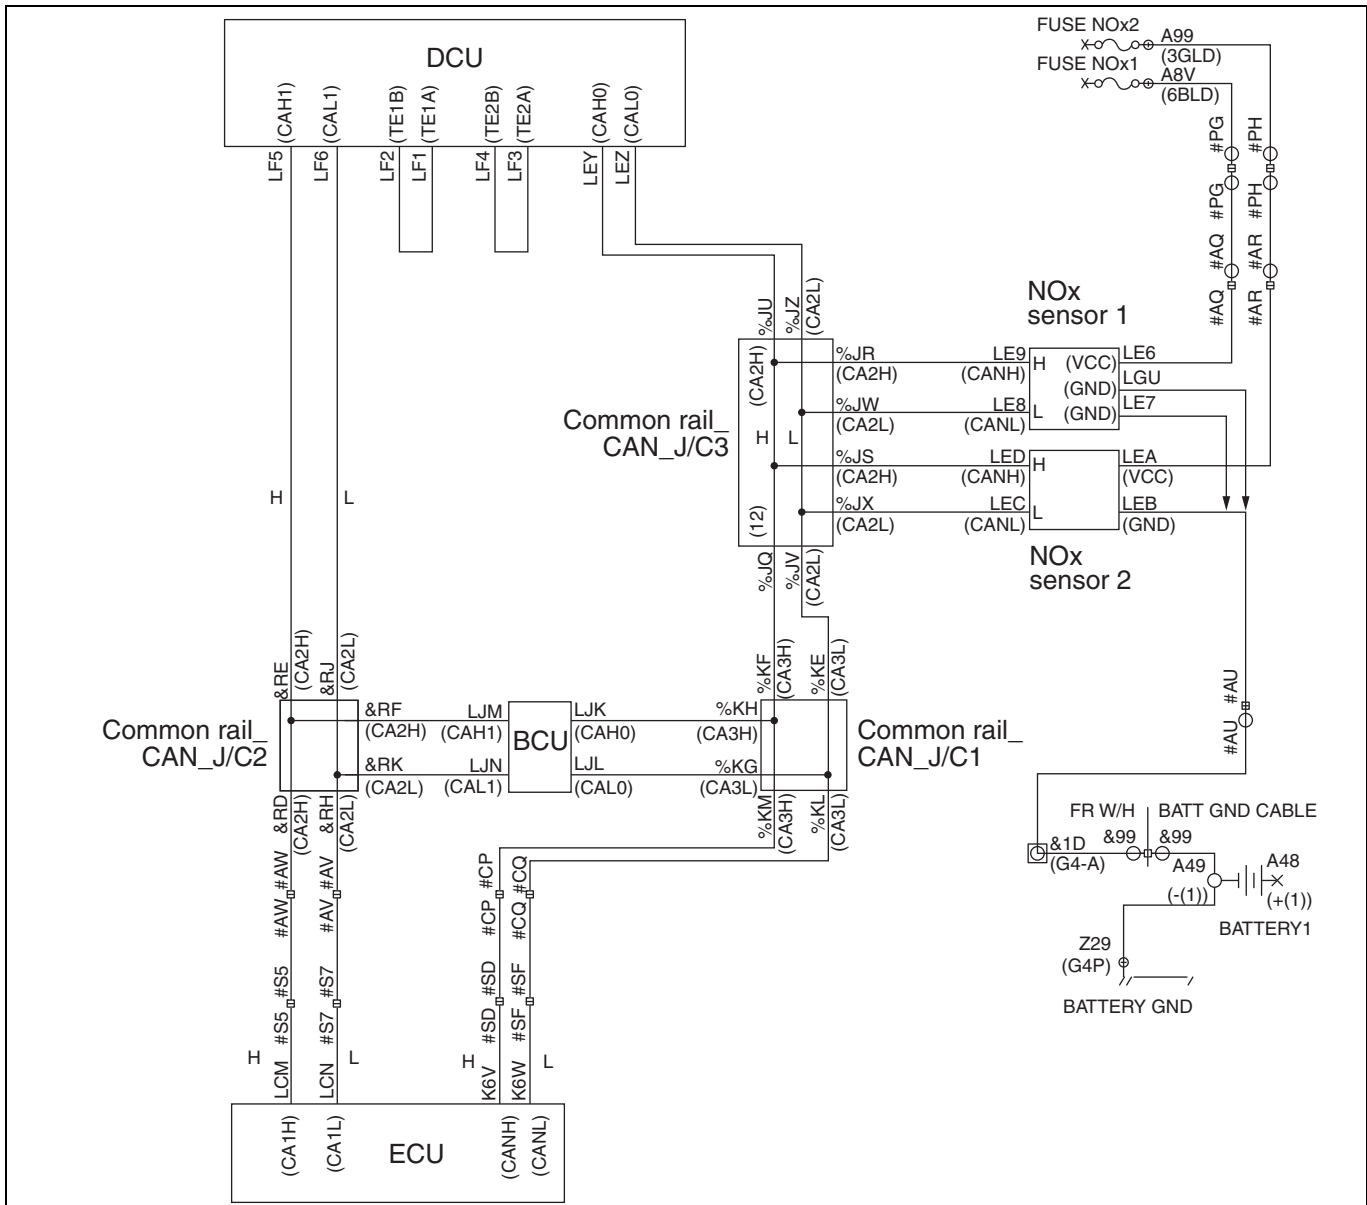 FUSE NOx2
A99
(3GLD)
FUSE NOx1
A8V
(6BLD)
DCU
(CAH1)
(CAL1)
(TE1B)
(TE1A)
(TE2B)
(TE2A)
(CAH0)
(CAL0)
LF5
LF6
LF2
LF1
LF4
LF3
LEY
LEZ
#PG
#PH
#PG
#PH
#AQ
#AR
#AQ
#AR
NOx
sensor 1
%JU
%JZ
(CA2L)
(CA2H)
%JR
(CA2H)
LE9
(CANH)
H
(VCC)
LE6
(GND)
LGU
%JW
(CA2L)
LE8
(CANL)
L
(GND)
LE7
Common rail_
CAN_J/C3
H
L
%JS
(CA2H)
LED
(CANH)
H
LEA
(VCC)
(12)
%JX
(CA2L)
LEC
(CANL)
L
LEB
(GND)
H
L
%JQ
%JV
(CA2L)
NOx
sensor 2
&RE
(CA2H)
&RJ
(CA2L)
%KF
(CA3H)
%KE
(CA3L)
#AU
#AU
Common rail_
CAN_J/C2
&RF
(CA2H)
LJM
(CAH1)
BCU
LJK
(CAH0)
%KH
(CA3H)
&RK
(CA2L)
LJN
(CAL1)
LJL
(CAL0)
%KG
(CA3L)
Common rail_
CAN_J/C1
&RD
(CA2H)
&RH
(CA2L)
%KM
(CA3H)
%KL
(CA3L)
FR W/H
BATT GND CABLE
&1D
(G4-A)
&99
&99
A49
(-(1))
A48
(+(1))
BATTERY1
Z29
(G4P)
BATTERY GND
#AW
#AV
#CP
#CQ
#AW
#AV
#CP
#CQ
#S5
#S7
#SD
#SF
#S5
#S7
#SD
#SF
H
L
H
L
LCM
LCN
K6V
K6W
(CA1H)
(CA1L)
ECU
(CANH)
(CANL)